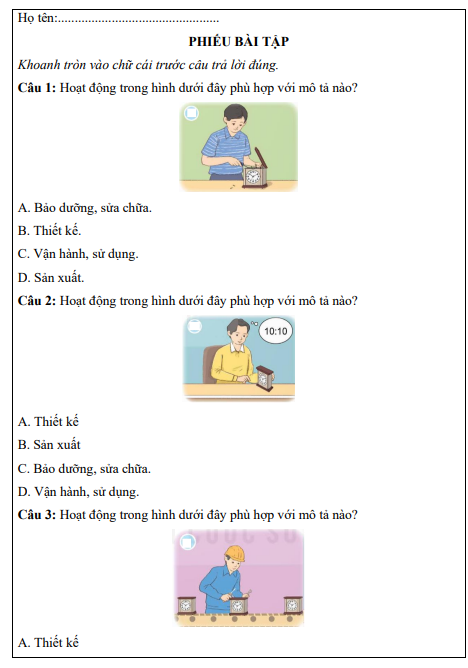 Họ tên:.................................................
PHIẾU BÀI TẬP
Khoanh tròn vào chữ cái trước câu trả lời đúng.
Câu 1: Hoạt động trong hình dưới đây phù hợp với mô tả nào?
A. Bảo dưỡng, sửa chữa.
B. Thiết kế.
C. Vận hành, sử dụng.
D. Sản xuất.
Câu 2: Hoạt động trong hình dưới đây phù hợp với mô tả nào?
10:10
A. Thiết kế
B. Sản xuất
C. Bảo dưỡng, sửa chữa.
D. Vận hành, sử dụng.
Câu 3: Hoạt động trong hình dưới đây phù hợp với mô tả nào?
A. Thiết kế